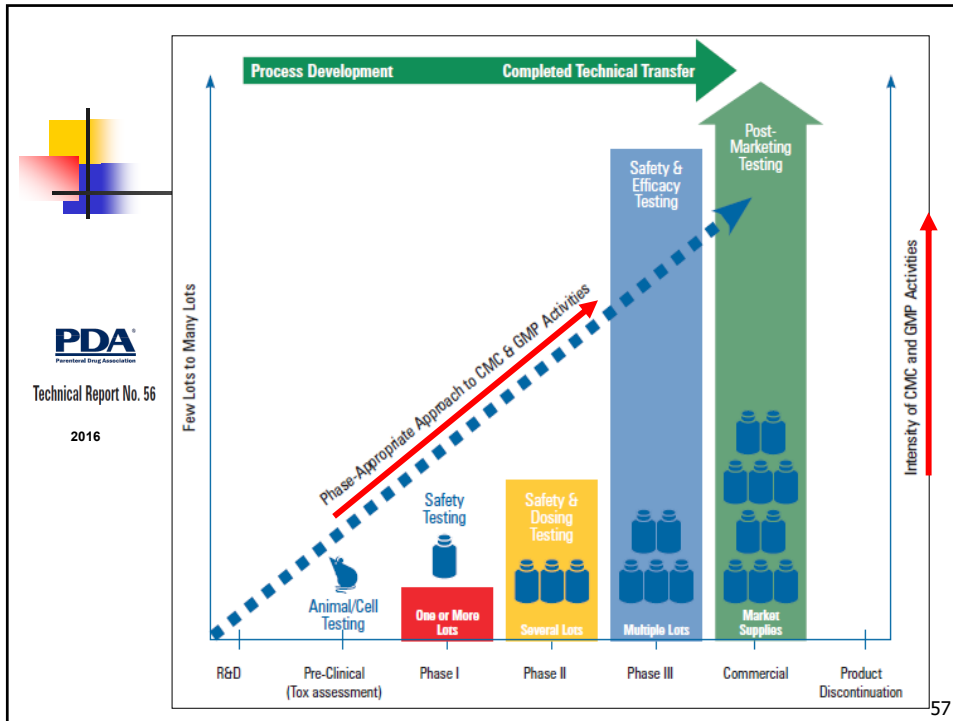 Process Development
Completed Technical Transfer
Post-
Marketing
Testing
Safety &
Efficacy
Testing
Few Lots to Many Lots
Phase-Appropriate Approach to CMC & GMP Activities
Intensity of CMC and GMP Activities
PDA®
Parenteral Drug Association
Technical Report No. 56
2016
Safety
Testing
Safety &
Dosing
Testing
Animal/Cell
Testing
One or More
Lots
Several Lots
Multiple Lots
Market
Supplies
R&D
Pre-Clinical
(Tox assessment)
Phase I
Phase II
Phase III
Commercial
Product
Discontinuation
57